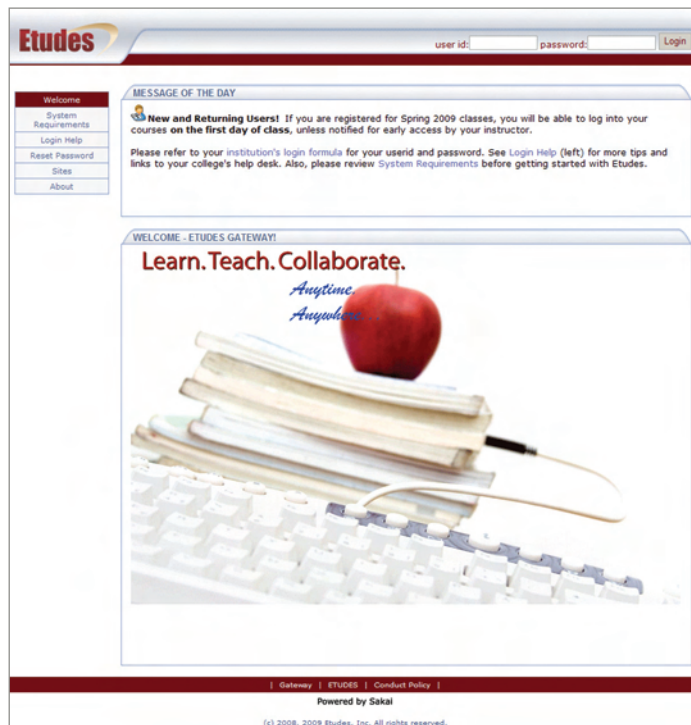 Etudes
user id: password: Login
Welcome
System
Requirements
Login Help
Reset Password
Sites
About
MESSAGE OF THE DAY
New and Returning Users! If you are registered for Spring 2009 classes, you will be able to log into your
courses on the first day of class, unless notified for early access by your instructor.
Please refer to your institution's login formula for your userid and password. See Login Help (left) for more tips and
links to your college's help desk. Also, please review System Requirements before getting started with Etudes.
WELCOME - ETUDES GATEWAY!
Learn. Teach. Collaborate.
Anytime.
Anywhere...
| Gateway | ETUDES | Conduct Policy |
Powered by Sakai
(c) 2008, 2009 Etudes, Inc. All rights reserved.